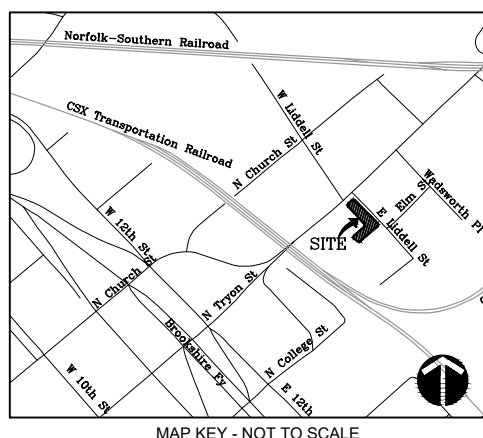 Norfolk-Southern Railroad
CSX Transportation Railroad
W Liddell St
N Church St
Wadsworth Pl
Elm S
E Liddell St
SITE
W 12th St
N Church
N Tryon St
Brookshire Fy
N College St
W 10th St
E 12th
MAP KEY - NOT TO SCALE